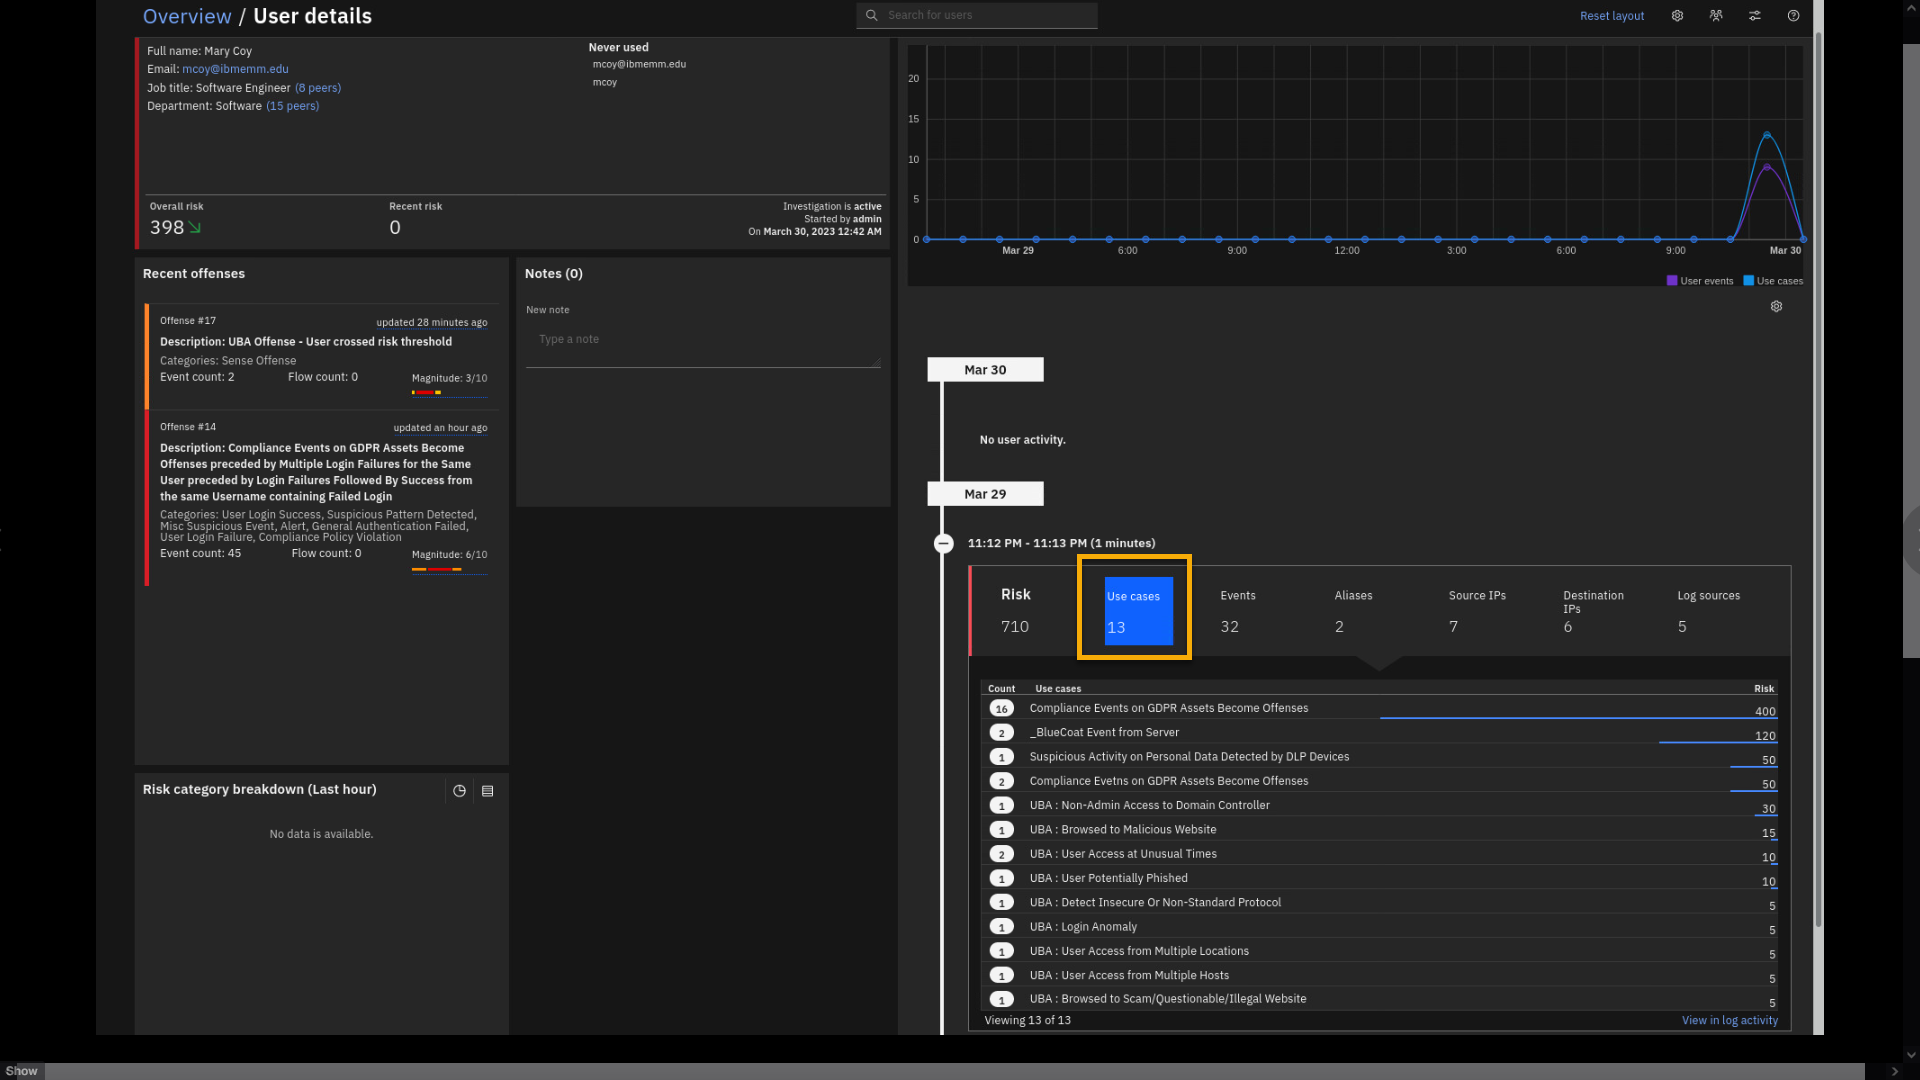 Overview / User details
Search for users
Reset layout
Full name: Mary Coy
Email: mcoy@ibmemm.edu
Job title: Software Engineer (8 peers)
Department: Software (15 peers)
Never used
mcoy@ibmemm.edu
mcoy
Overall risk
398
Recent risk
0
Investigation is active
Started by admin
On March 30, 2023 12:42 AM
20
15
10
5
0
Mar 29 6:00 9:00 12:00 3:00 6:00 9:00 Mar 30
User events Use cases
Recent offenses
Offense #17
updated 28 minutes ago
Description: UBA Offense - User crossed risk threshold
Categories: Sense Offense
Event count: 2 Flow count: 0 Magnitude: 3/10
Offense #14
updated an hour ago
Description: Compliance Events on GDPR Assets Become
Offenses preceded by Multiple Login Failures for the Same
User preceded by Login Failures Followed By Success from
the same Username containing Failed Login
Categories: User Login Success, Suspicious Pattern Detected,
Misc Suspicious Event, Alert, General Authentication Failed,
User Login Failure, Compliance Policy Violation
Event count: 45 Flow count: 0 Magnitude: 6/10
Notes (0)
New note
Type a note
Risk category breakdown (Last hour)
No data is available.
Mar 30
No user activity.
Mar 29
11:12 PM - 11:13 PM (1 minutes)
Risk
710
Use cases
13
Events
32
Aliases
2
Source IPs
7
Destination
IPs
6
Log sources
5
Count Use cases Risk
16 Compliance Events on GDPR Assets Become Offenses 400
2 _BlueCoat Event from Server 120
1 Suspicious Activity on Personal Data Detected by DLP Devices 50
2 Compliance Evetns on GDPR Assets Become Offenses 50
1 UBA : Non-Admin Access to Domain Controller 30
1 UBA : Browsed to Malicious Website 15
2 UBA : User Access at Unusual Times 10
1 UBA : User Potentially Phished 10
1 UBA : Detect Insecure Or Non-Standard Protocol 5
1 UBA : Login Anomaly 5
1 UBA : User Access from Multiple Locations 5
1 UBA : User Access from Multiple Hosts 5
1 UBA : Browsed to Scam/Questionable/Illegal Website 5
Viewing 13 of 13
View in log activity
Show